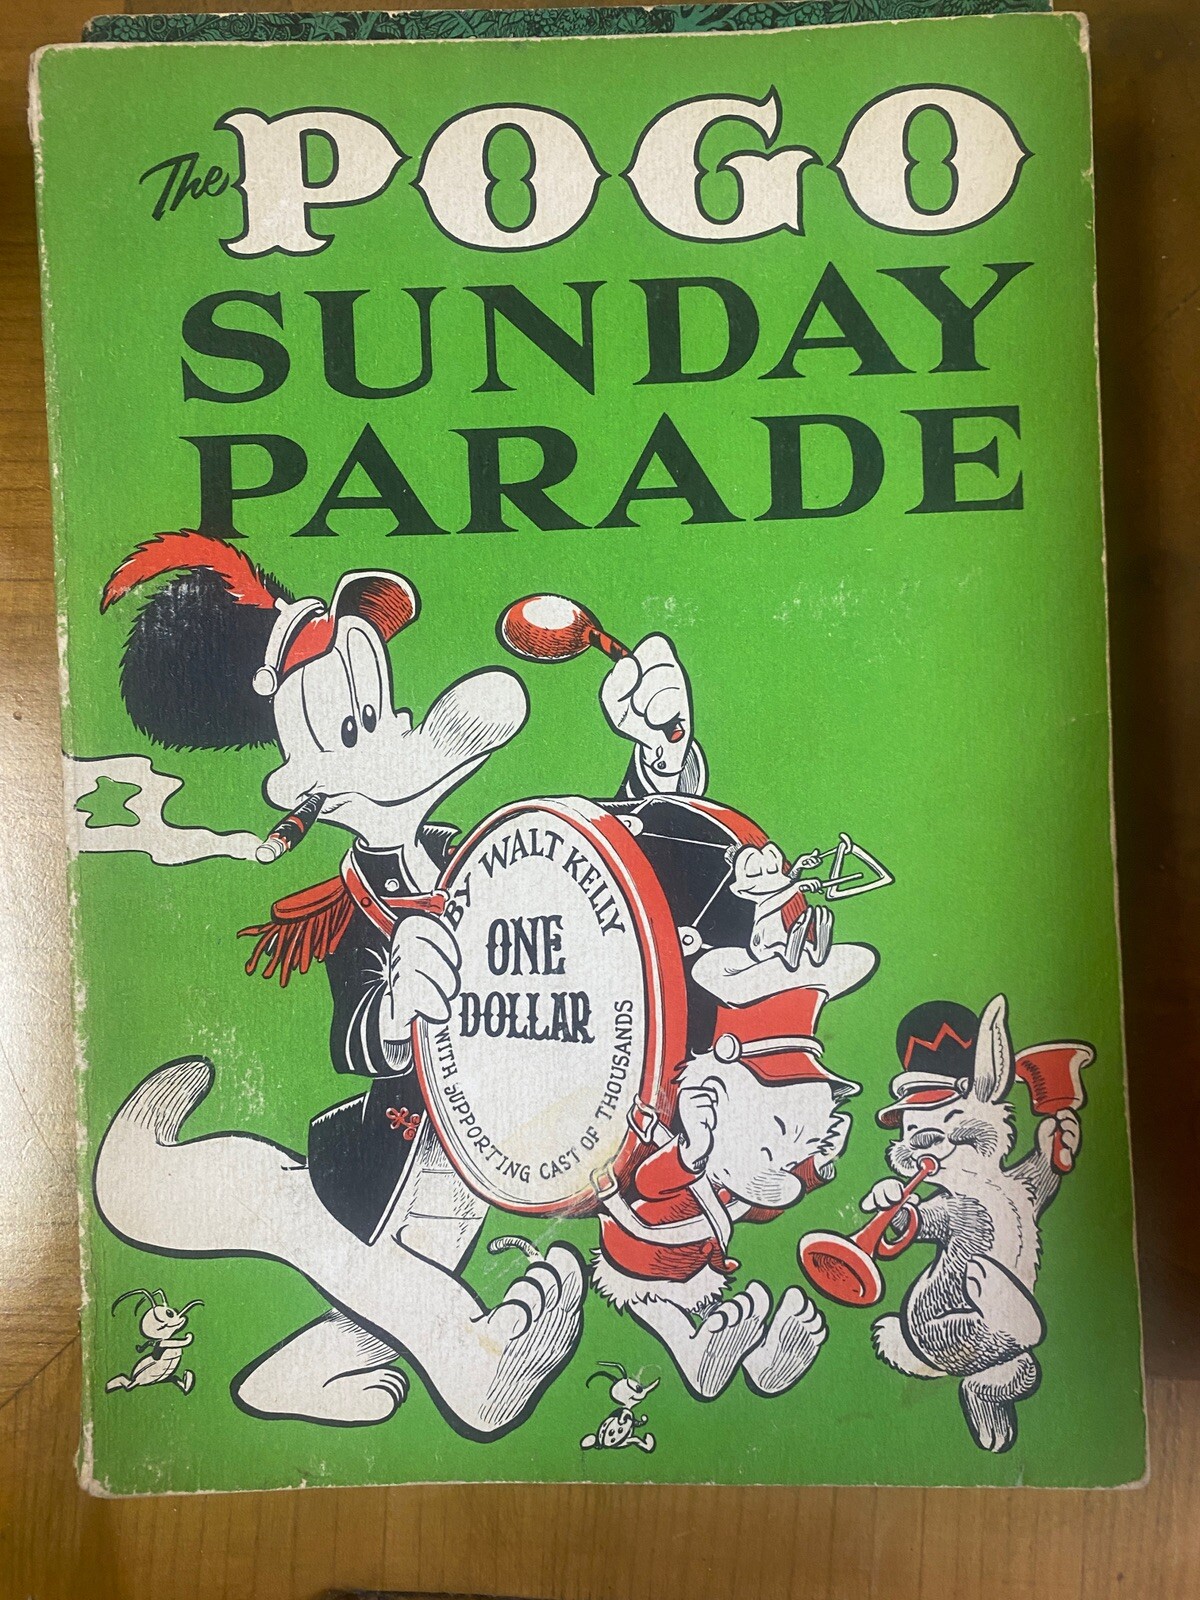 The POGO
SUNDAY
PARADE
BY WALT KELLY
ONE
DOLLAR
WITH SUPPORTING CAST OF THOUSANDS